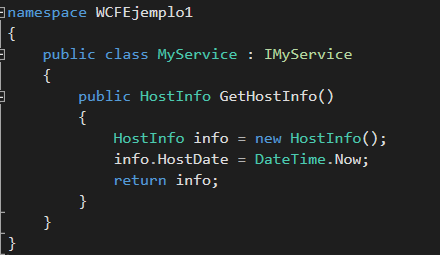 namespace WCFEjemplo1
{
    public class MyService : IMyService
    {
        public HostInfo GetHostInfo()
        {
            HostInfo info = new HostInfo();
            info.HostDate = DateTime.Now;
            return info;
        }
    }
}